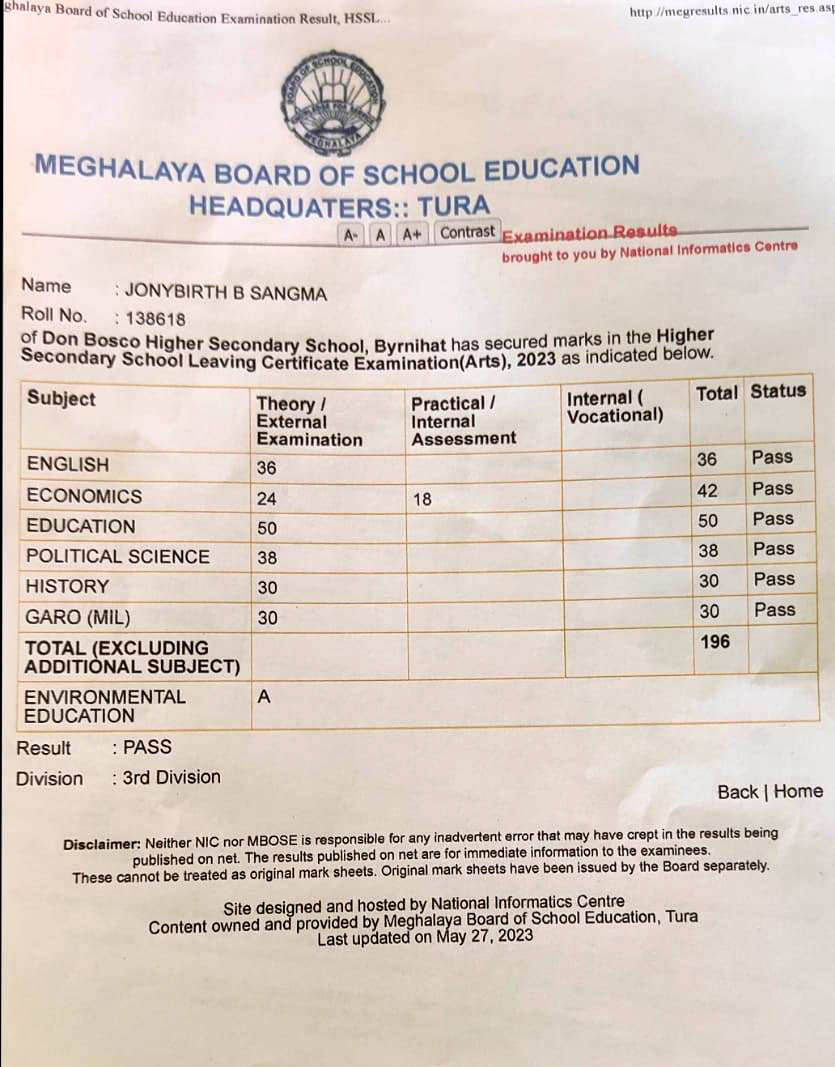 ghalaya Board of School Education Examination Result, HSSL...
http://megresults.nic.in/arts_res.asp
BOARD OF SCHOOL EDUCATION
MEGHALAYA
MEGHALAYA BOARD OF SCHOOL EDUCATION
HEADQUATERS:: TURA
A- A A+ Contrast
Examination Results
brought to you by National Informatics Centre
Name : JONYBIRTH B SANGMA
Roll No. : 138618
of Don Bosco Higher Secondary School, Byrnihat has secured marks in the Higher
Secondary School Leaving Certificate Examination(Arts), 2023 as indicated below.
Subject Theory / External Examination Practical / Internal Assessment Internal ( Vocational) Total Status
ENGLISH 36 36 Pass
ECONOMICS 24 18 42 Pass
EDUCATION 50 50 Pass
POLITICAL SCIENCE 38 38 Pass
HISTORY 30 30 Pass
GARO (MIL) 30 30 Pass
TOTAL (EXCLUDING ADDITIONAL SUBJECT) 196
ENVIRONMENTAL EDUCATION A
Result : PASS
Division : 3rd Division
Back | Home
Disclaimer: Neither NIC nor MBOSE is responsible for any inadvertent error that may have crept in the results being
published on net. The results published on net are for immediate information to the examinees.
These cannot be treated as original mark sheets. Original mark sheets have been issued by the Board separately.
Site designed and hosted by National Informatics Centre
Content owned and provided by Meghalaya Board of School Education, Tura
Last updated on May 27, 2023